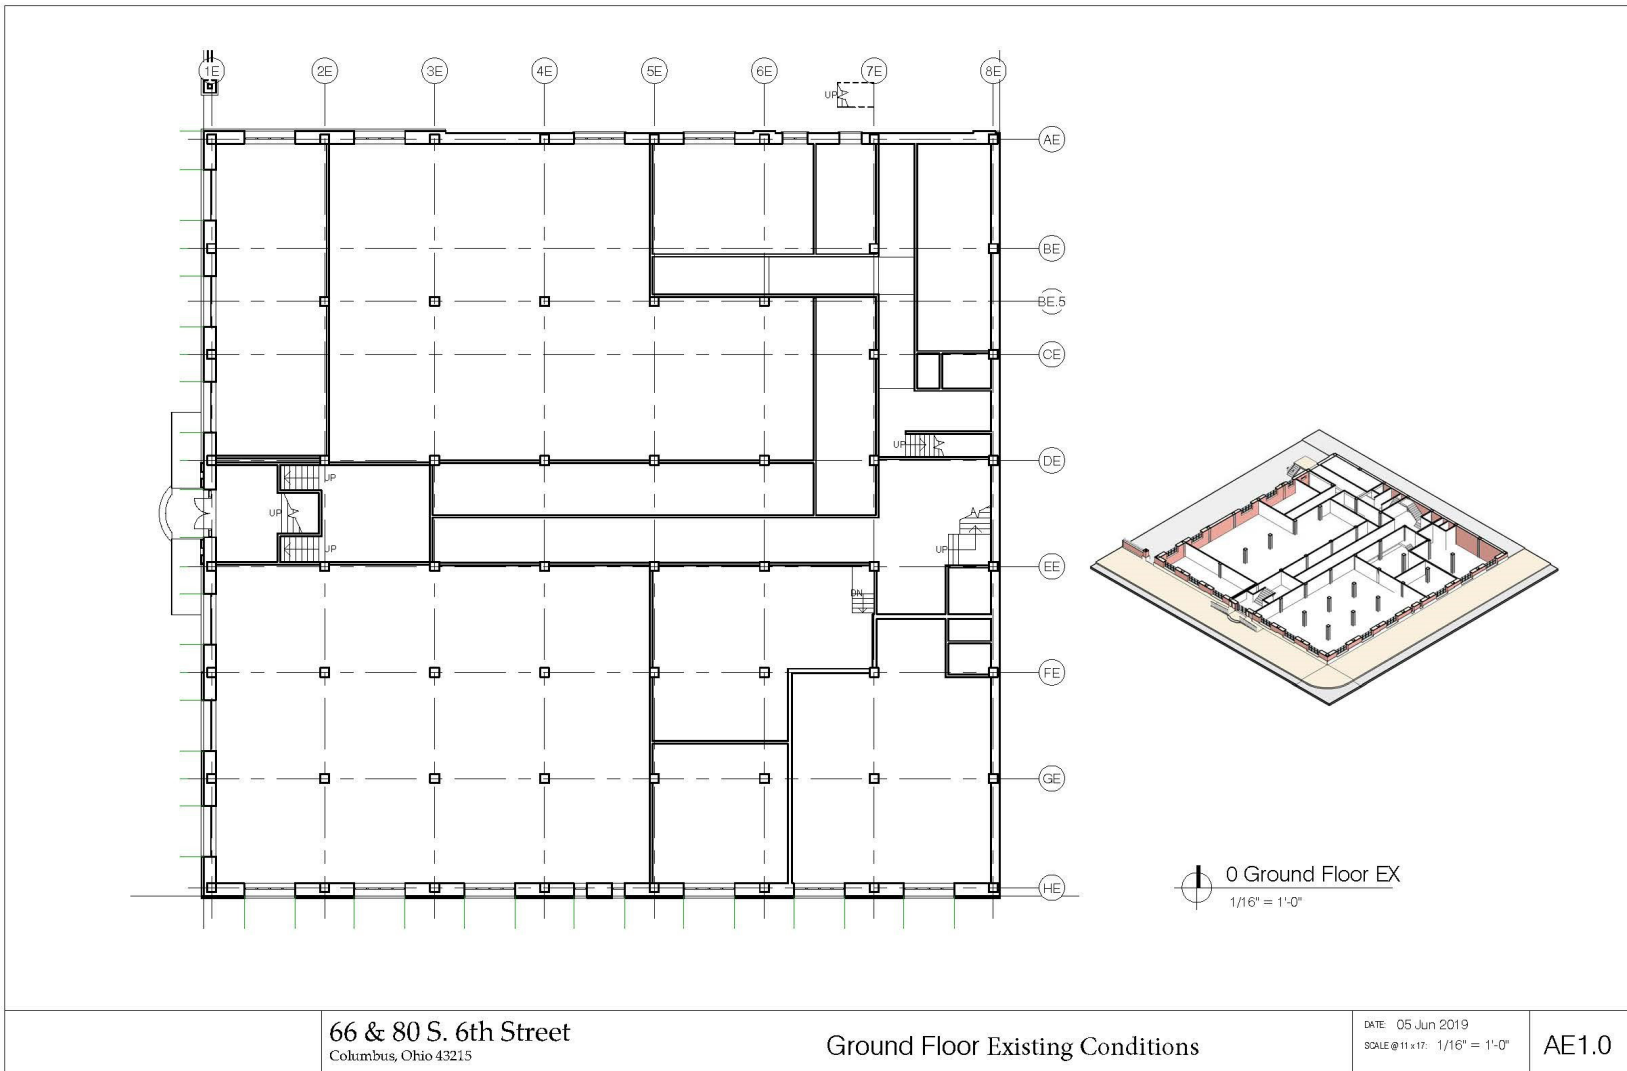 1E 2E 3E 4E 5E 6E 7E 8E
UP
AE
BE
BE.5
CE
DE
UP
UP
UP
UP
UP
EE
DN
FE
GE
HE
0 Ground Floor EX
1/16" = 1'-0"
66 & 80 S. 6th Street
Columbus, Ohio 43215
Ground Floor Existing Conditions
DATE: 05 Jun 2019
SCALE @ 11 x 17: 1/16" = 1'-0"
AE1.0